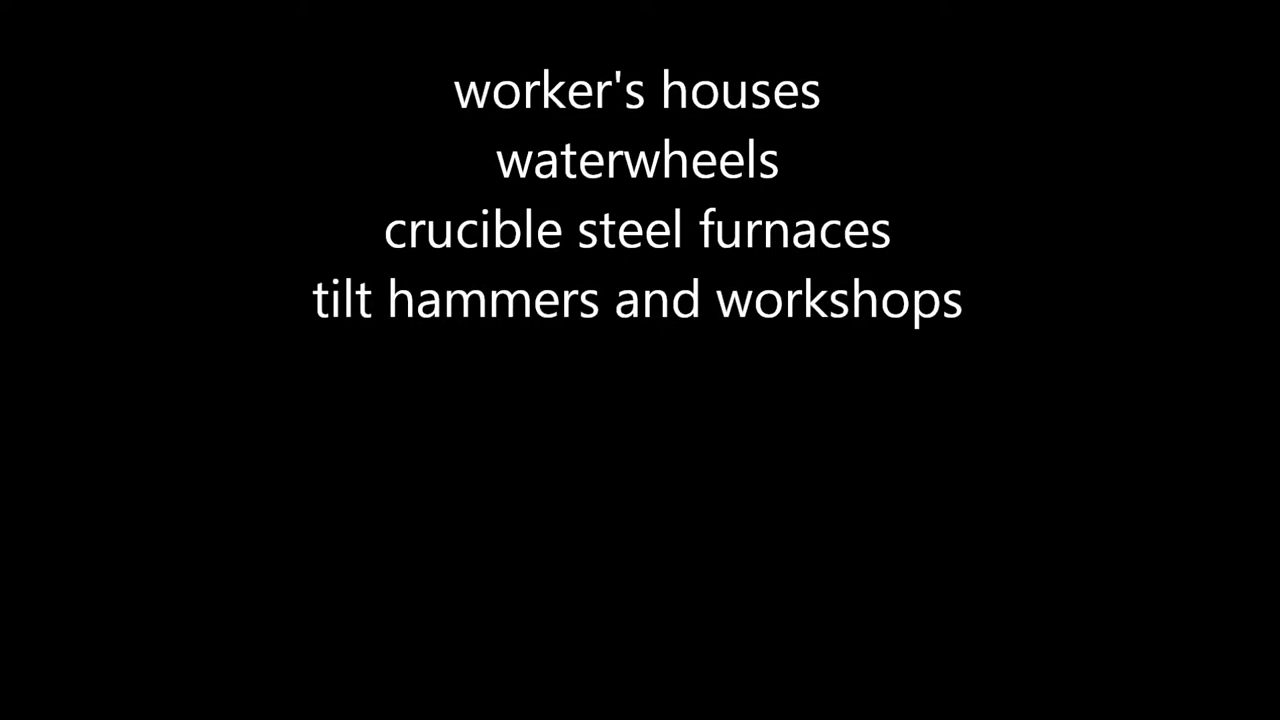 worker's houses
waterwheels
crucible steel furnaces
tilt hammers and workshops